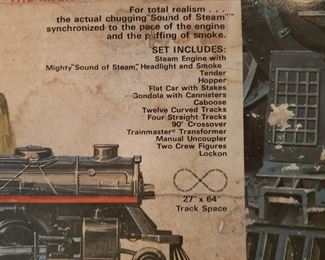 For total realism . . .
the actual chugging "Sound of Steam"™
synchronized to the pace of the engine
and the puffing of smoke.
SET INCLUDES:
Steam Engine with
Mighty "Sound of Steam," Headlight and Smoke
Tender
Hopper
Flat Car with Stakes
Gondola with Cannisters
Caboose
Twelve Curved Tracks
Four Straight Tracks
90° Crossover
Trainmaster® Transformer
Manual Uncoupler
Two Crew Figures
Lockon
27" x 64"
Track Space